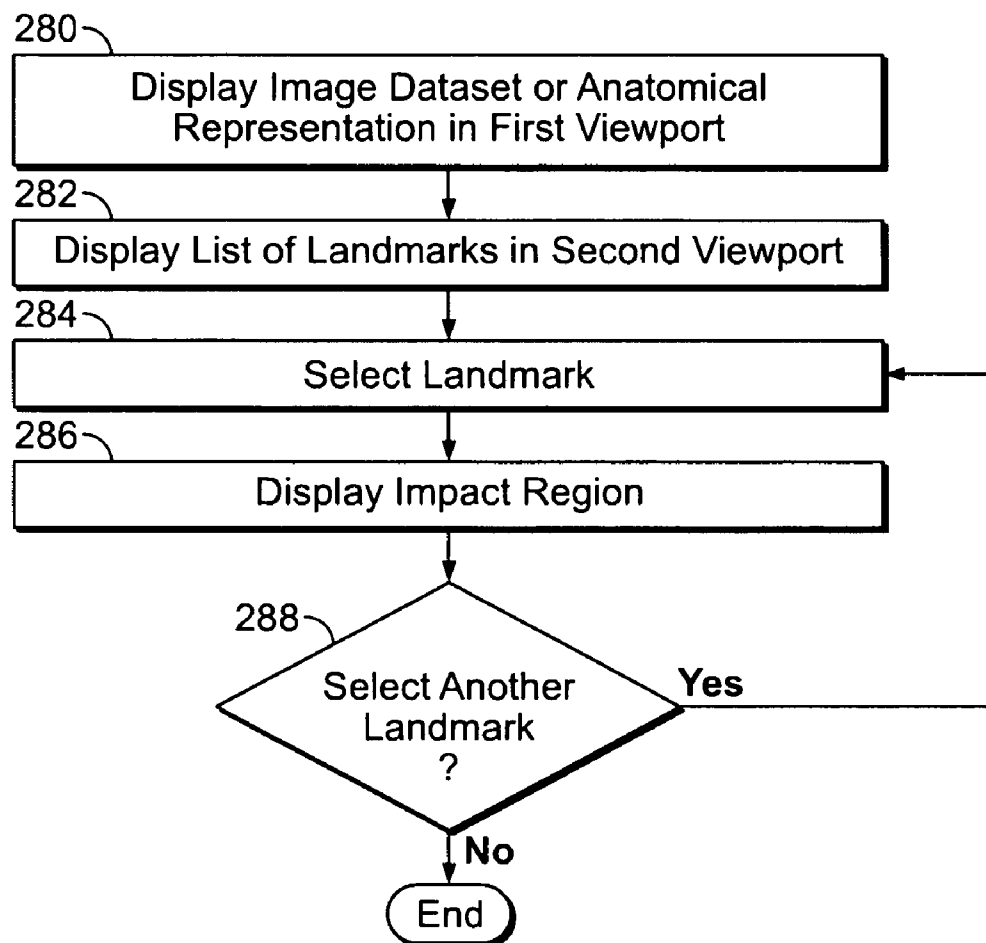 280
Display Image Dataset or Anatomical
Representation in First Viewport
282
Display List of Landmarks in Second Viewport
284
Select Landmark
286
Display Impact Region
288
Select Another
Landmark
?
Yes
No
End